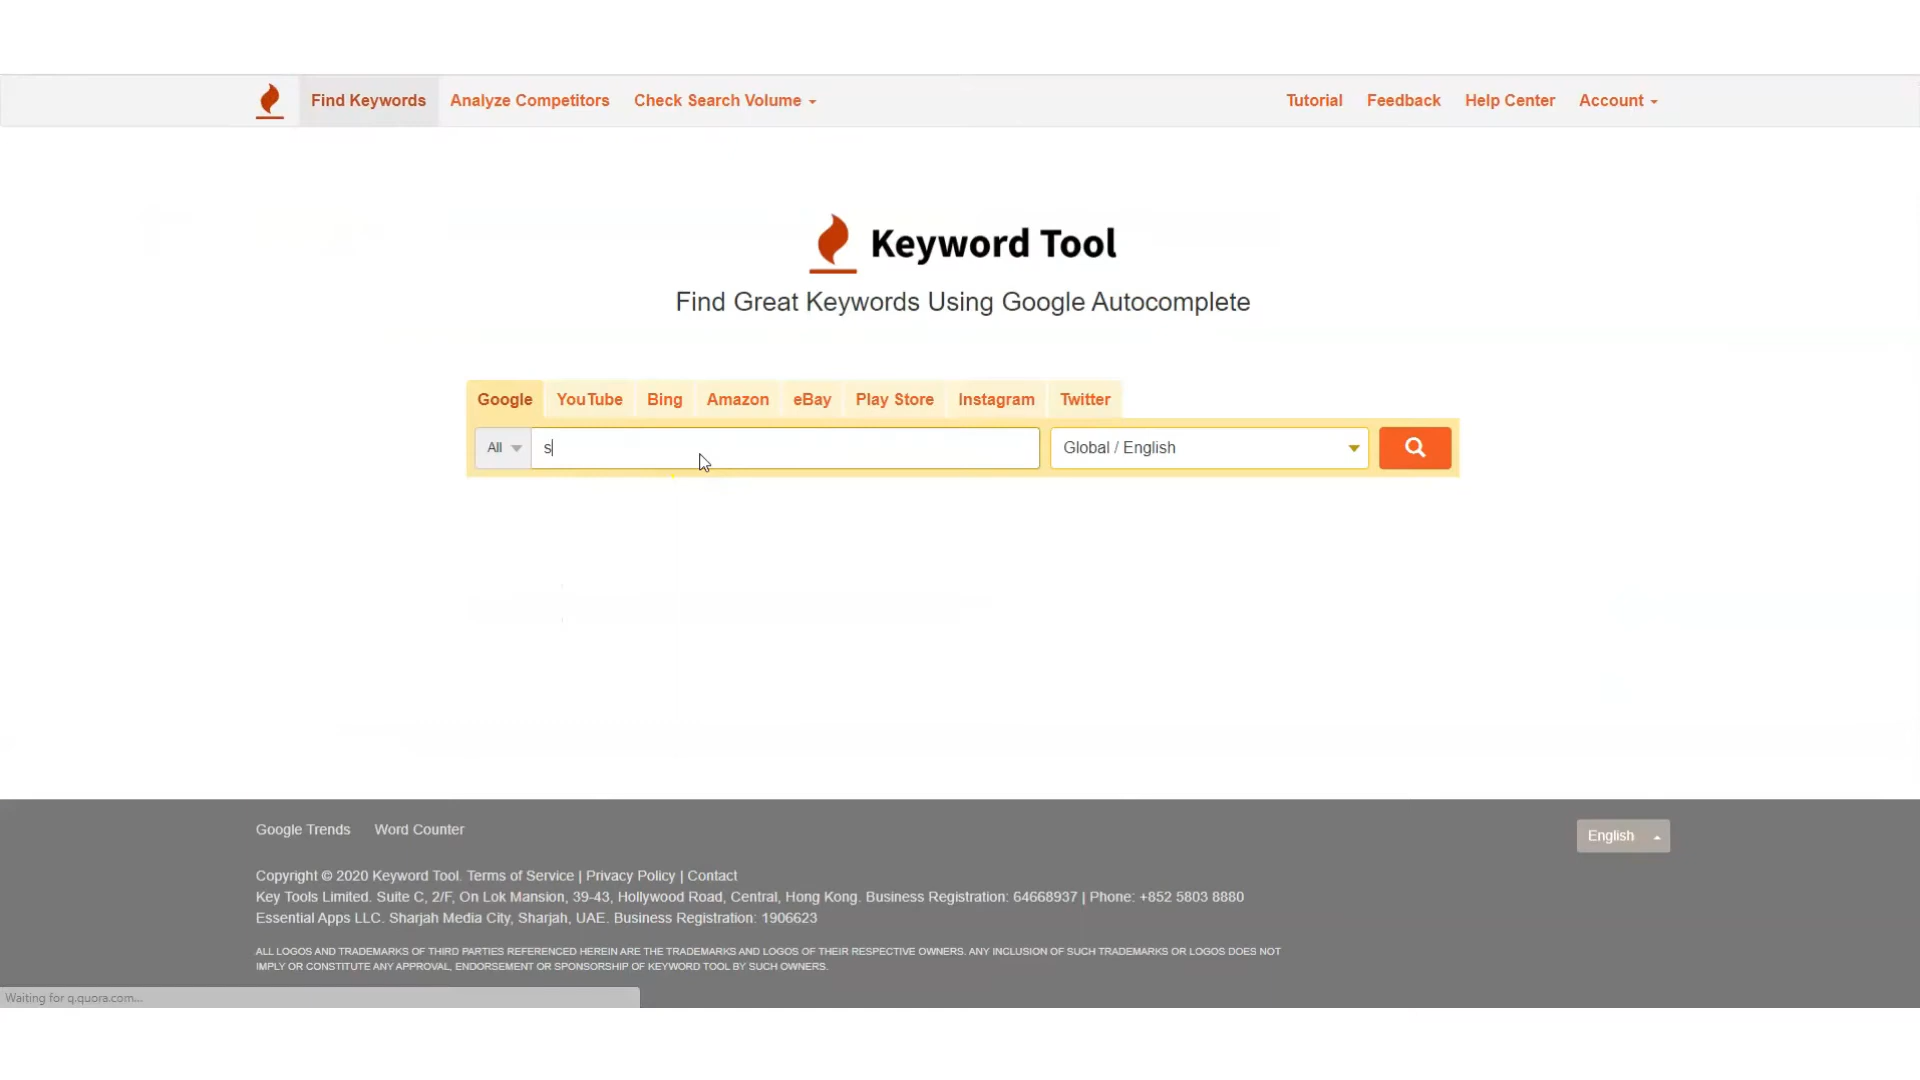 Find Keywords Analyze Competitors Check Search Volume Tutorial Feedback Help Center Account
Keyword Tool
Find Great Keywords Using Google Autocomplete
Google YouTube Bing Amazon eBay Play Store Instagram Twitter
All s Global / English
Google Trends Word Counter English
Copyright © 2020 Keyword Tool. Terms of Service | Privacy Policy | Contact
Key Tools Limited. Suite C, 2/F, On Lok Mansion, 39-43, Hollywood Road, Central, Hong Kong. Business Registration: 64668937 | Phone: +852 5803 8880
Essential Apps LLC. Sharjah Media City, Sharjah, UAE. Business Registration: 1906623
ALL LOGOS AND TRADEMARKS OF THIRD PARTIES REFERENCED HEREIN ARE THE TRADEMARKS AND LOGOS OF THEIR RESPECTIVE OWNERS. ANY INCLUSION OF SUCH TRADEMARKS OR LOGOS DOES NOT
IMPLY OR CONSTITUTE ANY APPROVAL, ENDORSEMENT OR SPONSORSHIP OF KEYWORD TOOL BY SUCH OWNERS.
Waiting for q.quora.com...